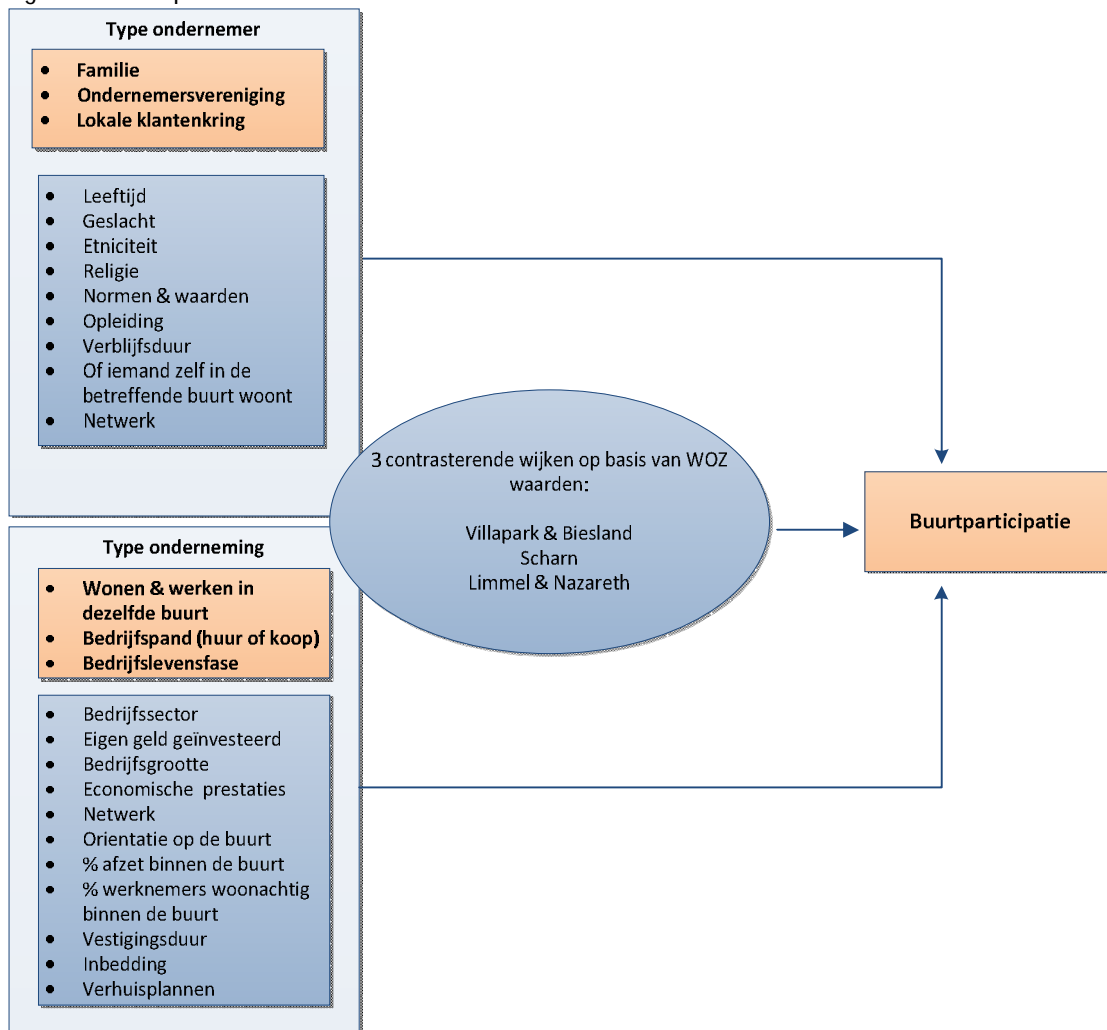 Type ondernemer
• Familie
• Ondernemersvereniging
• Lokale klantenkring
• Leeftijd
• Geslacht
• Etniciteit
• Religie
• Normen & waarden
• Opleiding
• Verblijfsduur
• Of iemand zelf in de
betreffende buurt woont
• Netwerk
3 contrasterende wijken op basis van WOZ
waarden:
Villapark & Biesland
Scharn
Limmel & Nazareth
Buurtparticipatie
Type onderneming
• Wonen & werken in
dezelfde buurt
• Bedrijfspand (huur of koop)
• Bedrijfslevensfase
• Bedrijfssector
• Eigen geld geïnvesteerd
• Bedrijfsgrootte
• Economische prestaties
• Netwerk
• Orientatie op de buurt
• % afzet binnen de buurt
• % werknemers woonachtig
binnen de buurt
• Vestigingsduur
• Inbedding
• Verhuisplannen